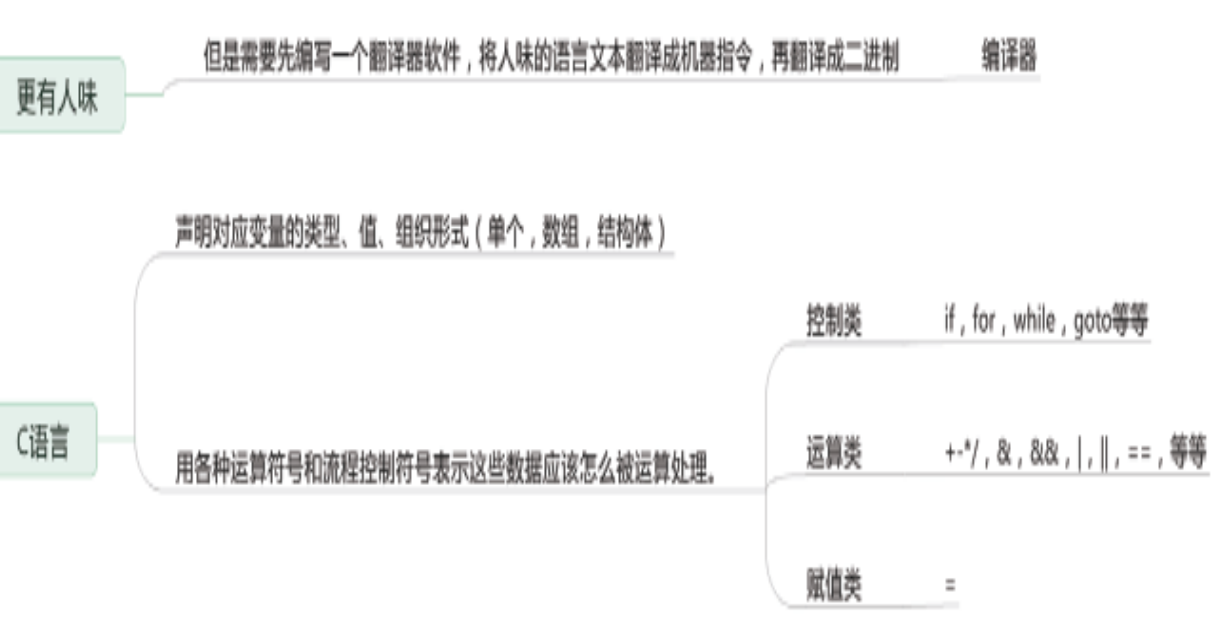 但是需要先编写一个翻译器软件，将人味的语言文本翻译成机器指令，再翻译成二进制 编译器
更有人味
声明对应变量的类型、值、组织形式（单个，数组，结构体）
控制类 if，for，while，goto等等
C语言
用各种运算符号和流程控制符号表示这些数据应该怎么被运算处理。
运算类 +-*/，&，&&，|，||，==，等等
赋值类 =